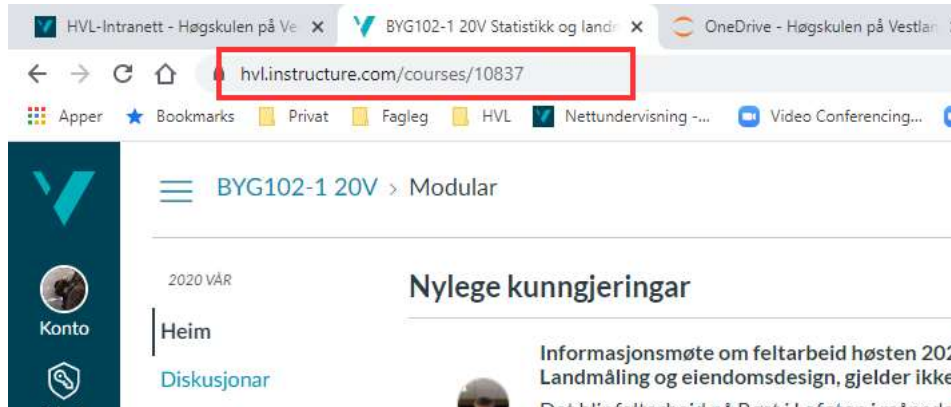 HVL-Intranett - Høgskulen på Ve
BYG102-1 20V Statistikk og landn
OneDrive - Høgskulen på Vestlan
hvl.instructure.com/courses/10837
Apper
Bookmarks
Privat
Fagleg
HVL
Nettundervisning -...
Video Conferencing...
BYG102-1 20V > Modular
2020 VÅR
Nylege kunngjeringar
Konto
Heim
Informasjonsmøte om feltarbeid høsten 202
Diskusjonar
Landmåling og eiendomsdesign, gjelder ikke